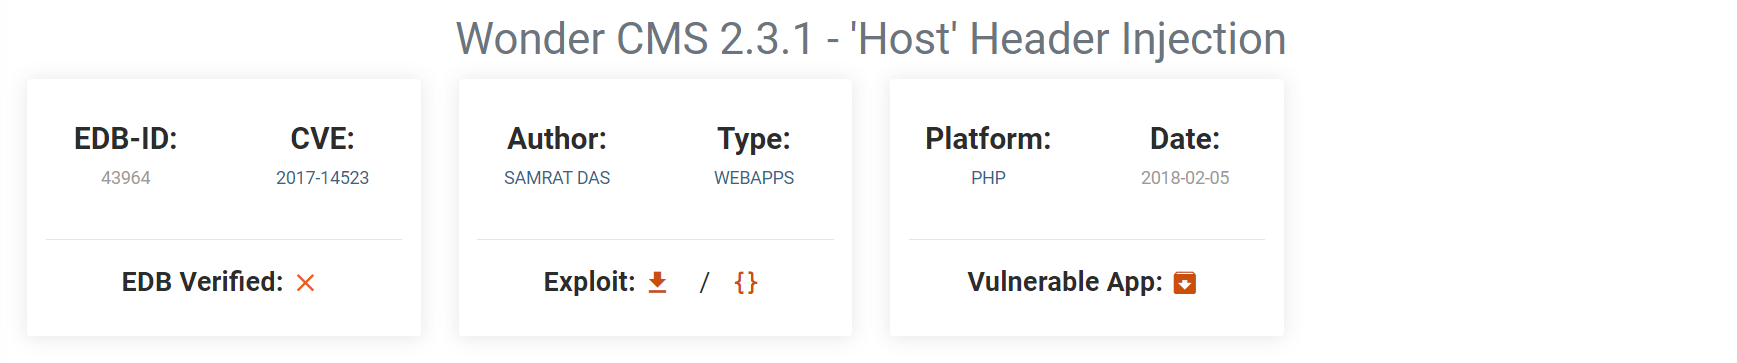 Wonder CMS 2.3.1 - 'Host' Header Injection
EDB-ID:
43964
CVE:
2017-14523
Author:
SAMRAT DAS
Type:
WEBAPPS
Platform:
PHP
Date:
2018-02-05
EDB Verified:
Exploit: / {}
Vulnerable App: